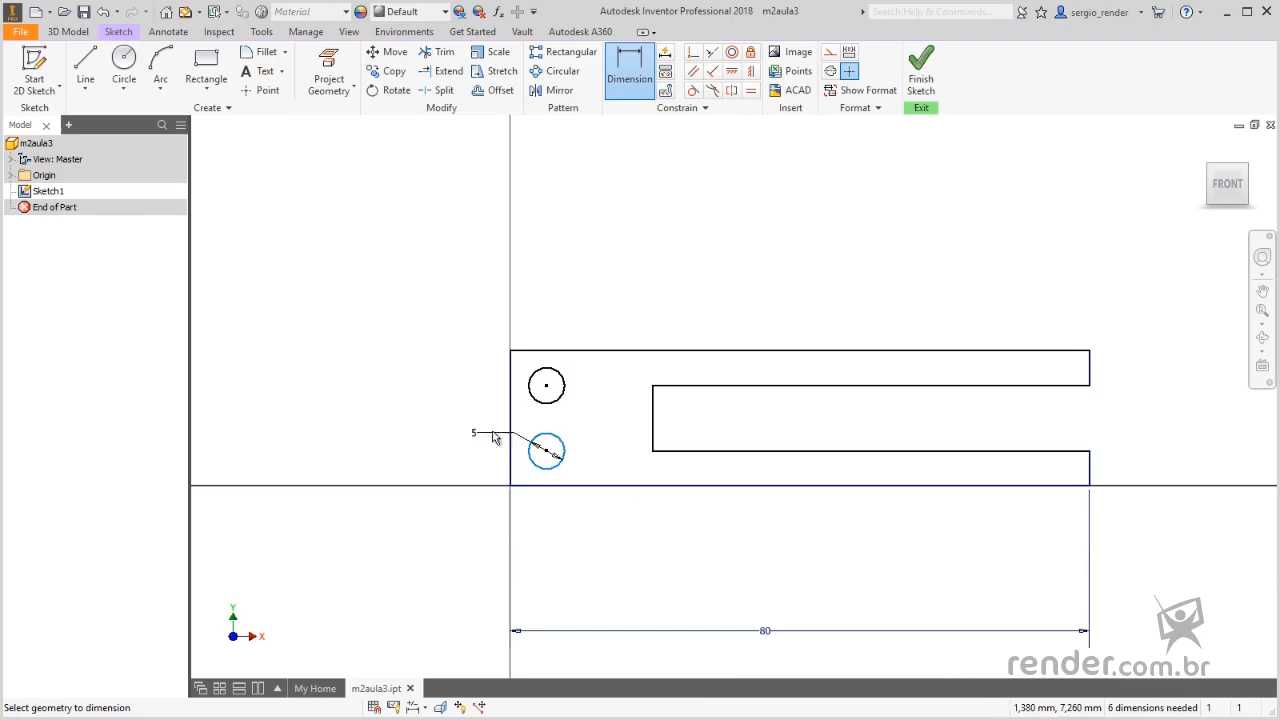 PRO
Material
Default
Autodesk Inventor Professional 2018 m2aula3
Search Help & Commands...
sergio_render
File 3D Model Sketch Annotate Inspect Tools Manage View Environments Get Started Vault Autodesk A360
Start
2D Sketch
Line
Circle
Arc
Rectangle
Fillet
Text
Point
Project
Geometry
Move
Copy
Rotate
Trim
Extend
Split
Scale
Stretch
Offset
Rectangular
Circular
Mirror
Dimension
Image
Points
ACAD
Show Format
Finish
Sketch
Sketch Create Modify Pattern Constrain Insert Format Exit
Model
m2aula3
View: Master
Origin
Sketch1
End of Part
FRONT
5
80
Y
X
render.com.br
My Home m2aula3.ipt
Select geometry to dimension
1,380 mm, 7,260 mm 6 dimensions needed 1 1